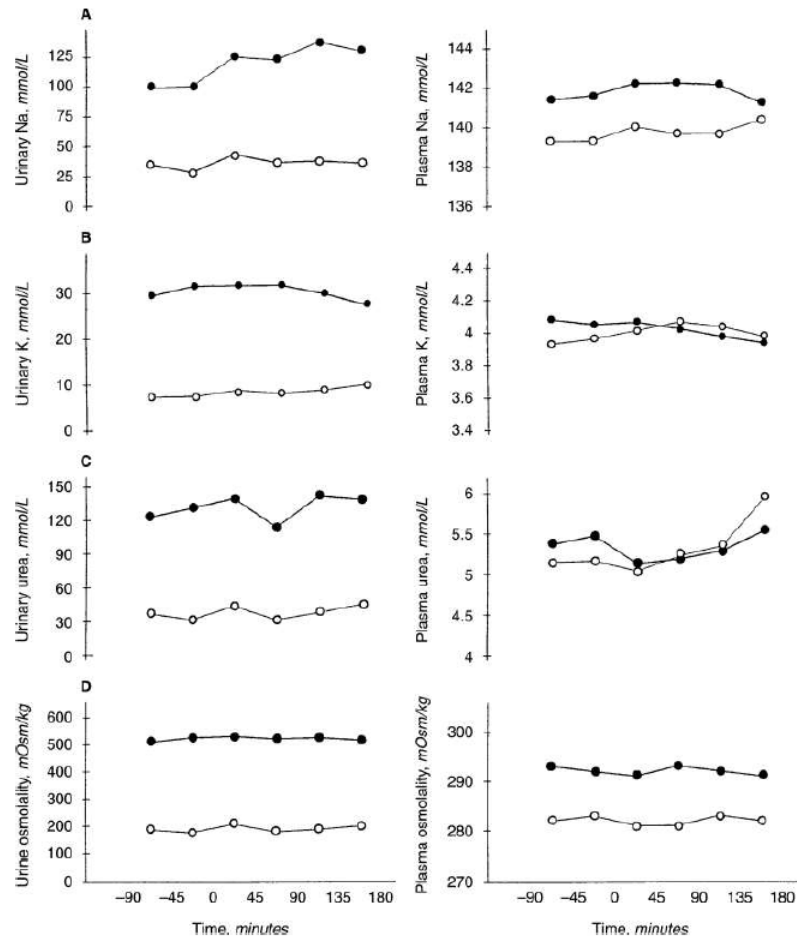 A
Urinary Na, mmol/L
125
100
75
50
25
0
Plasma Na, mmol/L
144
142
140
138
136
B
Urinary K, mmol/L
30
20
10
0
Plasma K, mmol/L
4.4
4.2
4
3.8
3.6
3.4
C
Urinary urea, mmol/L
150
120
90
60
30
0
Plasma urea, mmol/L
6
5.5
5
4.5
4
D
Urine osmolality, mOsm/kg
600
500
400
300
200
100
0
Plasma osmolality, mOsm/kg
300
290
280
270
−90 −45 0 45 90 135 180
Time, minutes
−90 −45 0 45 90 135 180
Time, minutes